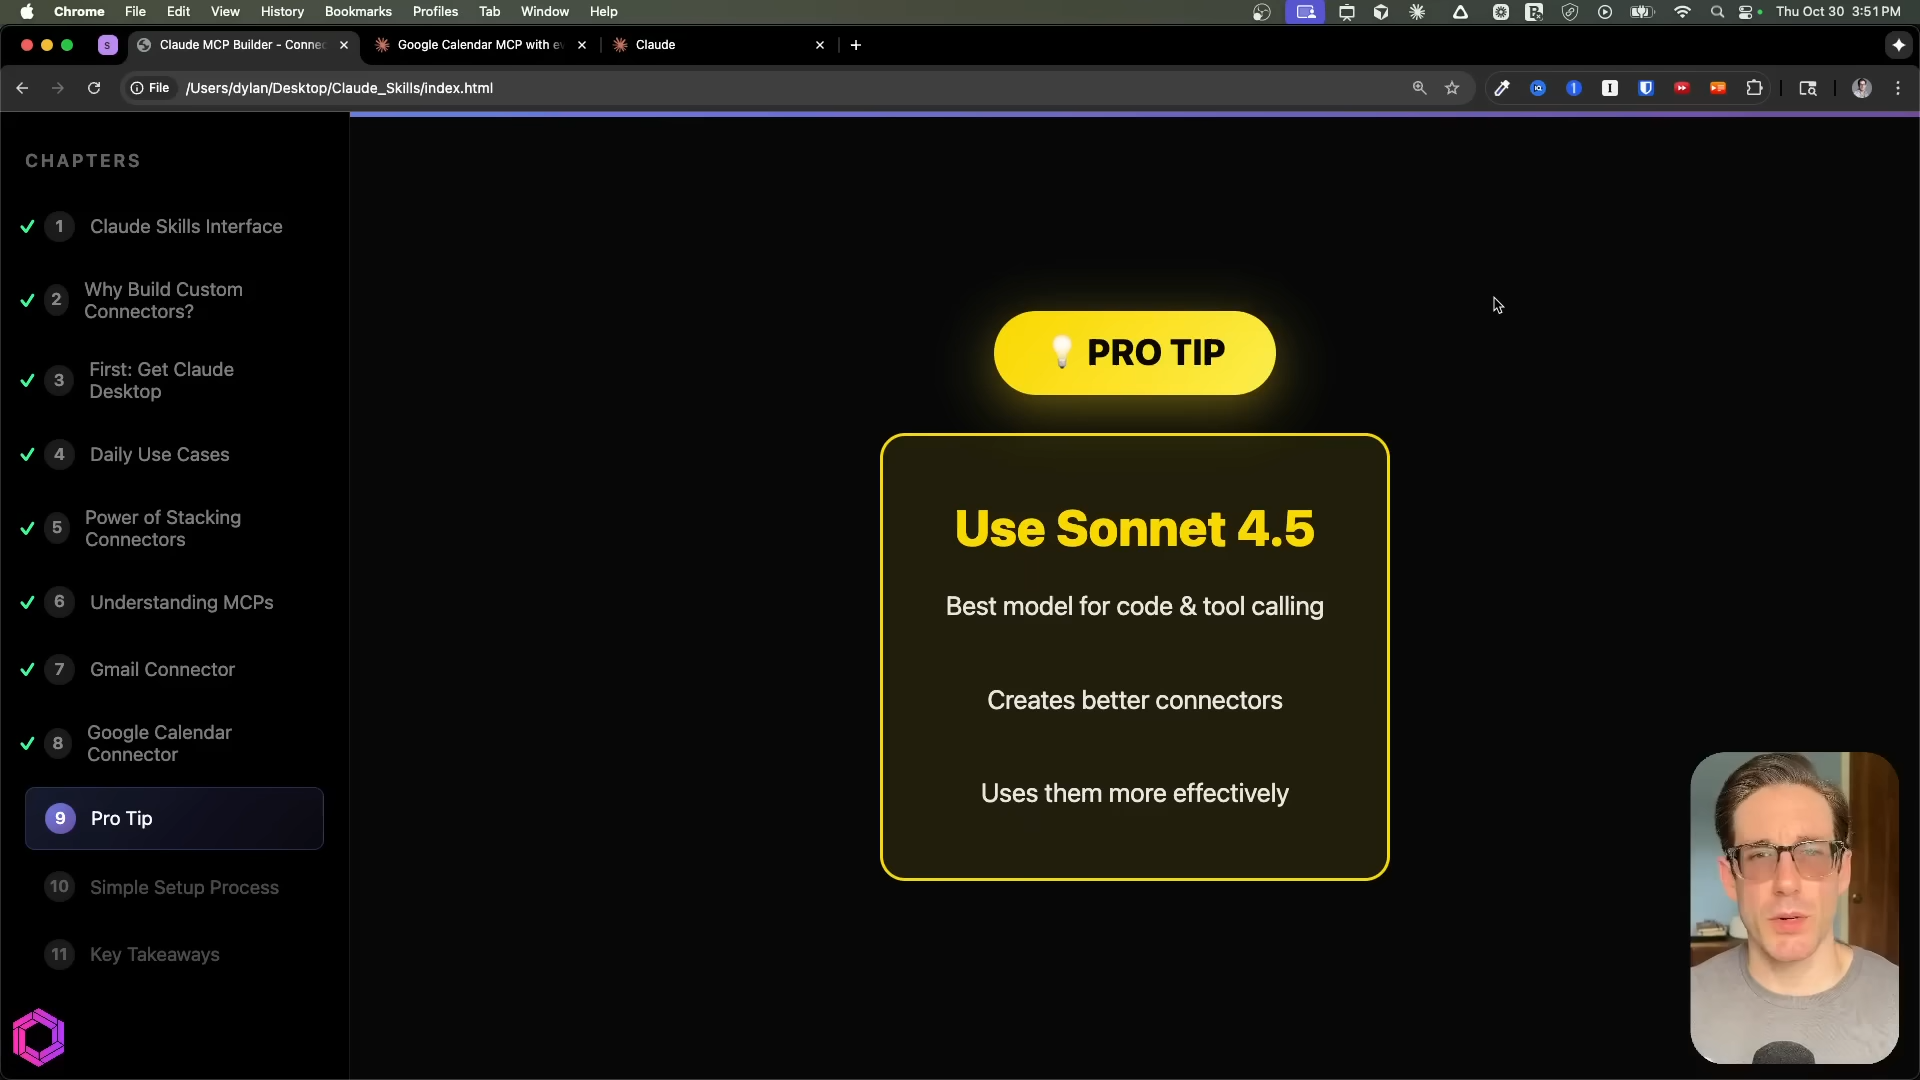 Chrome File Edit View History Bookmarks Profiles Tab Window Help Thu Oct 30 3:51 PM
s Claude MCP Builder - Connec Google Calendar MCP with ev Claude
File /Users/dylan/Desktop/Claude_Skills/index.html
CHAPTERS
1 Claude Skills Interface
2 Why Build Custom
Connectors?
3 First: Get Claude
Desktop
4 Daily Use Cases
5 Power of Stacking
Connectors
6 Understanding MCPs
7 Gmail Connector
8 Google Calendar
Connector
9 Pro Tip
10 Simple Setup Process
11 Key Takeaways
PRO TIP
Use Sonnet 4.5
Best model for code & tool calling
Creates better connectors
Uses them more effectively